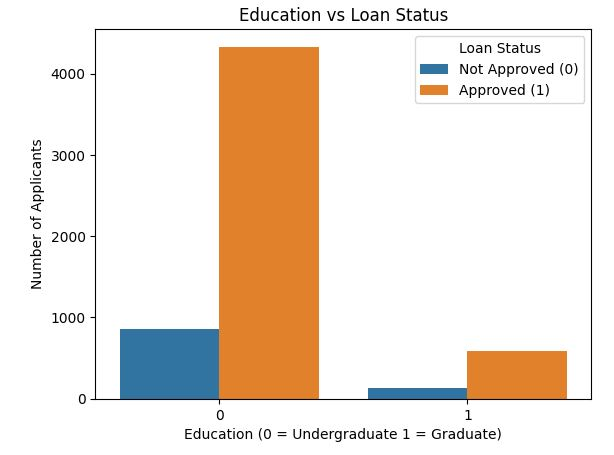 Education vs Loan Status
Loan Status
Not Approved (0)
Approved (1)
4000
3000
2000
1000
0
Number of Applicants
0 1
Education (0 = Undergraduate 1 = Graduate)